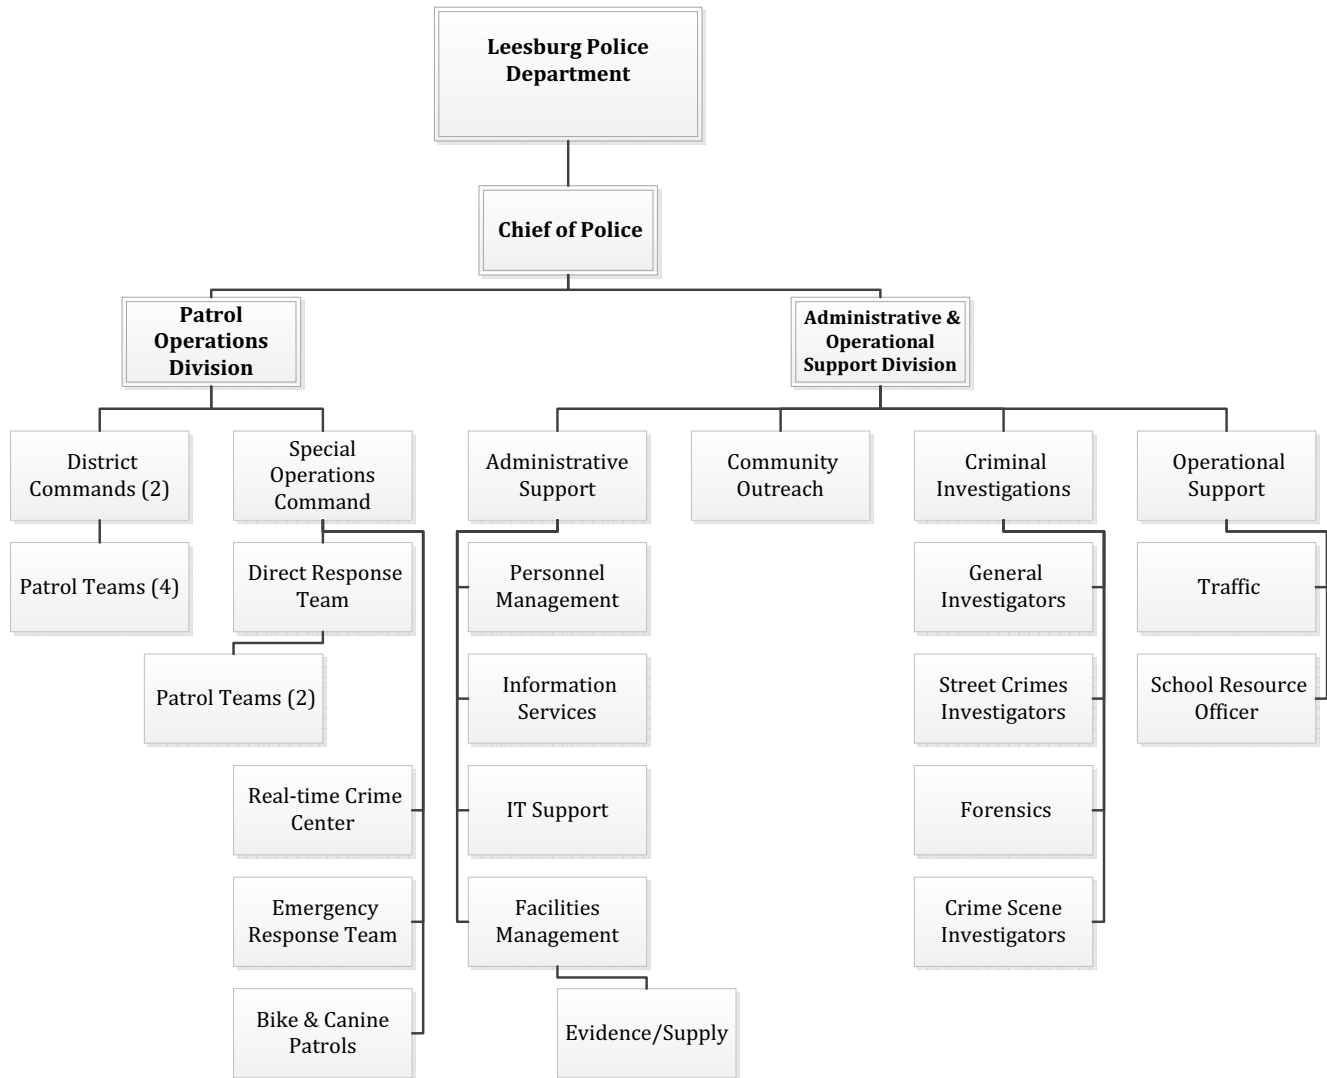 Leesburg Police
Department
Chief of Police
Patrol
Operations
Division
Administrative &
Operational
Support Division
District
Commands (2)
Special
Operations
Command
Administrative
Support
Community
Outreach
Criminal
Investigations
Operational
Support
Patrol Teams (4)
Direct Response
Team
Personnel
Management
General
Investigators
Traffic
Patrol Teams (2)
Information
Services
Street Crimes
Investigators
School Resource
Officer
Real-time Crime
Center
IT Support
Forensics
Emergency
Response Team
Facilities
Management
Crime Scene
Investigators
Bike & Canine
Patrols
Evidence/Supply